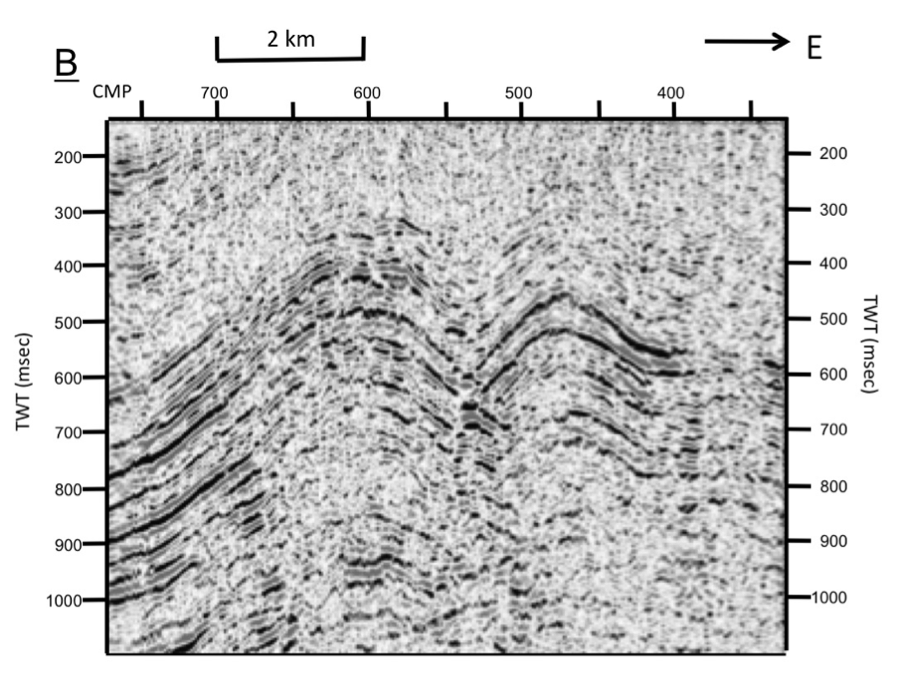 2 km
E
B
CMP
700 600 500 400
200 200
300 300
400 400
500 500
600 600
700 700
800 800
900 900
1000 1000
TWT (msec)
TWT (msec)